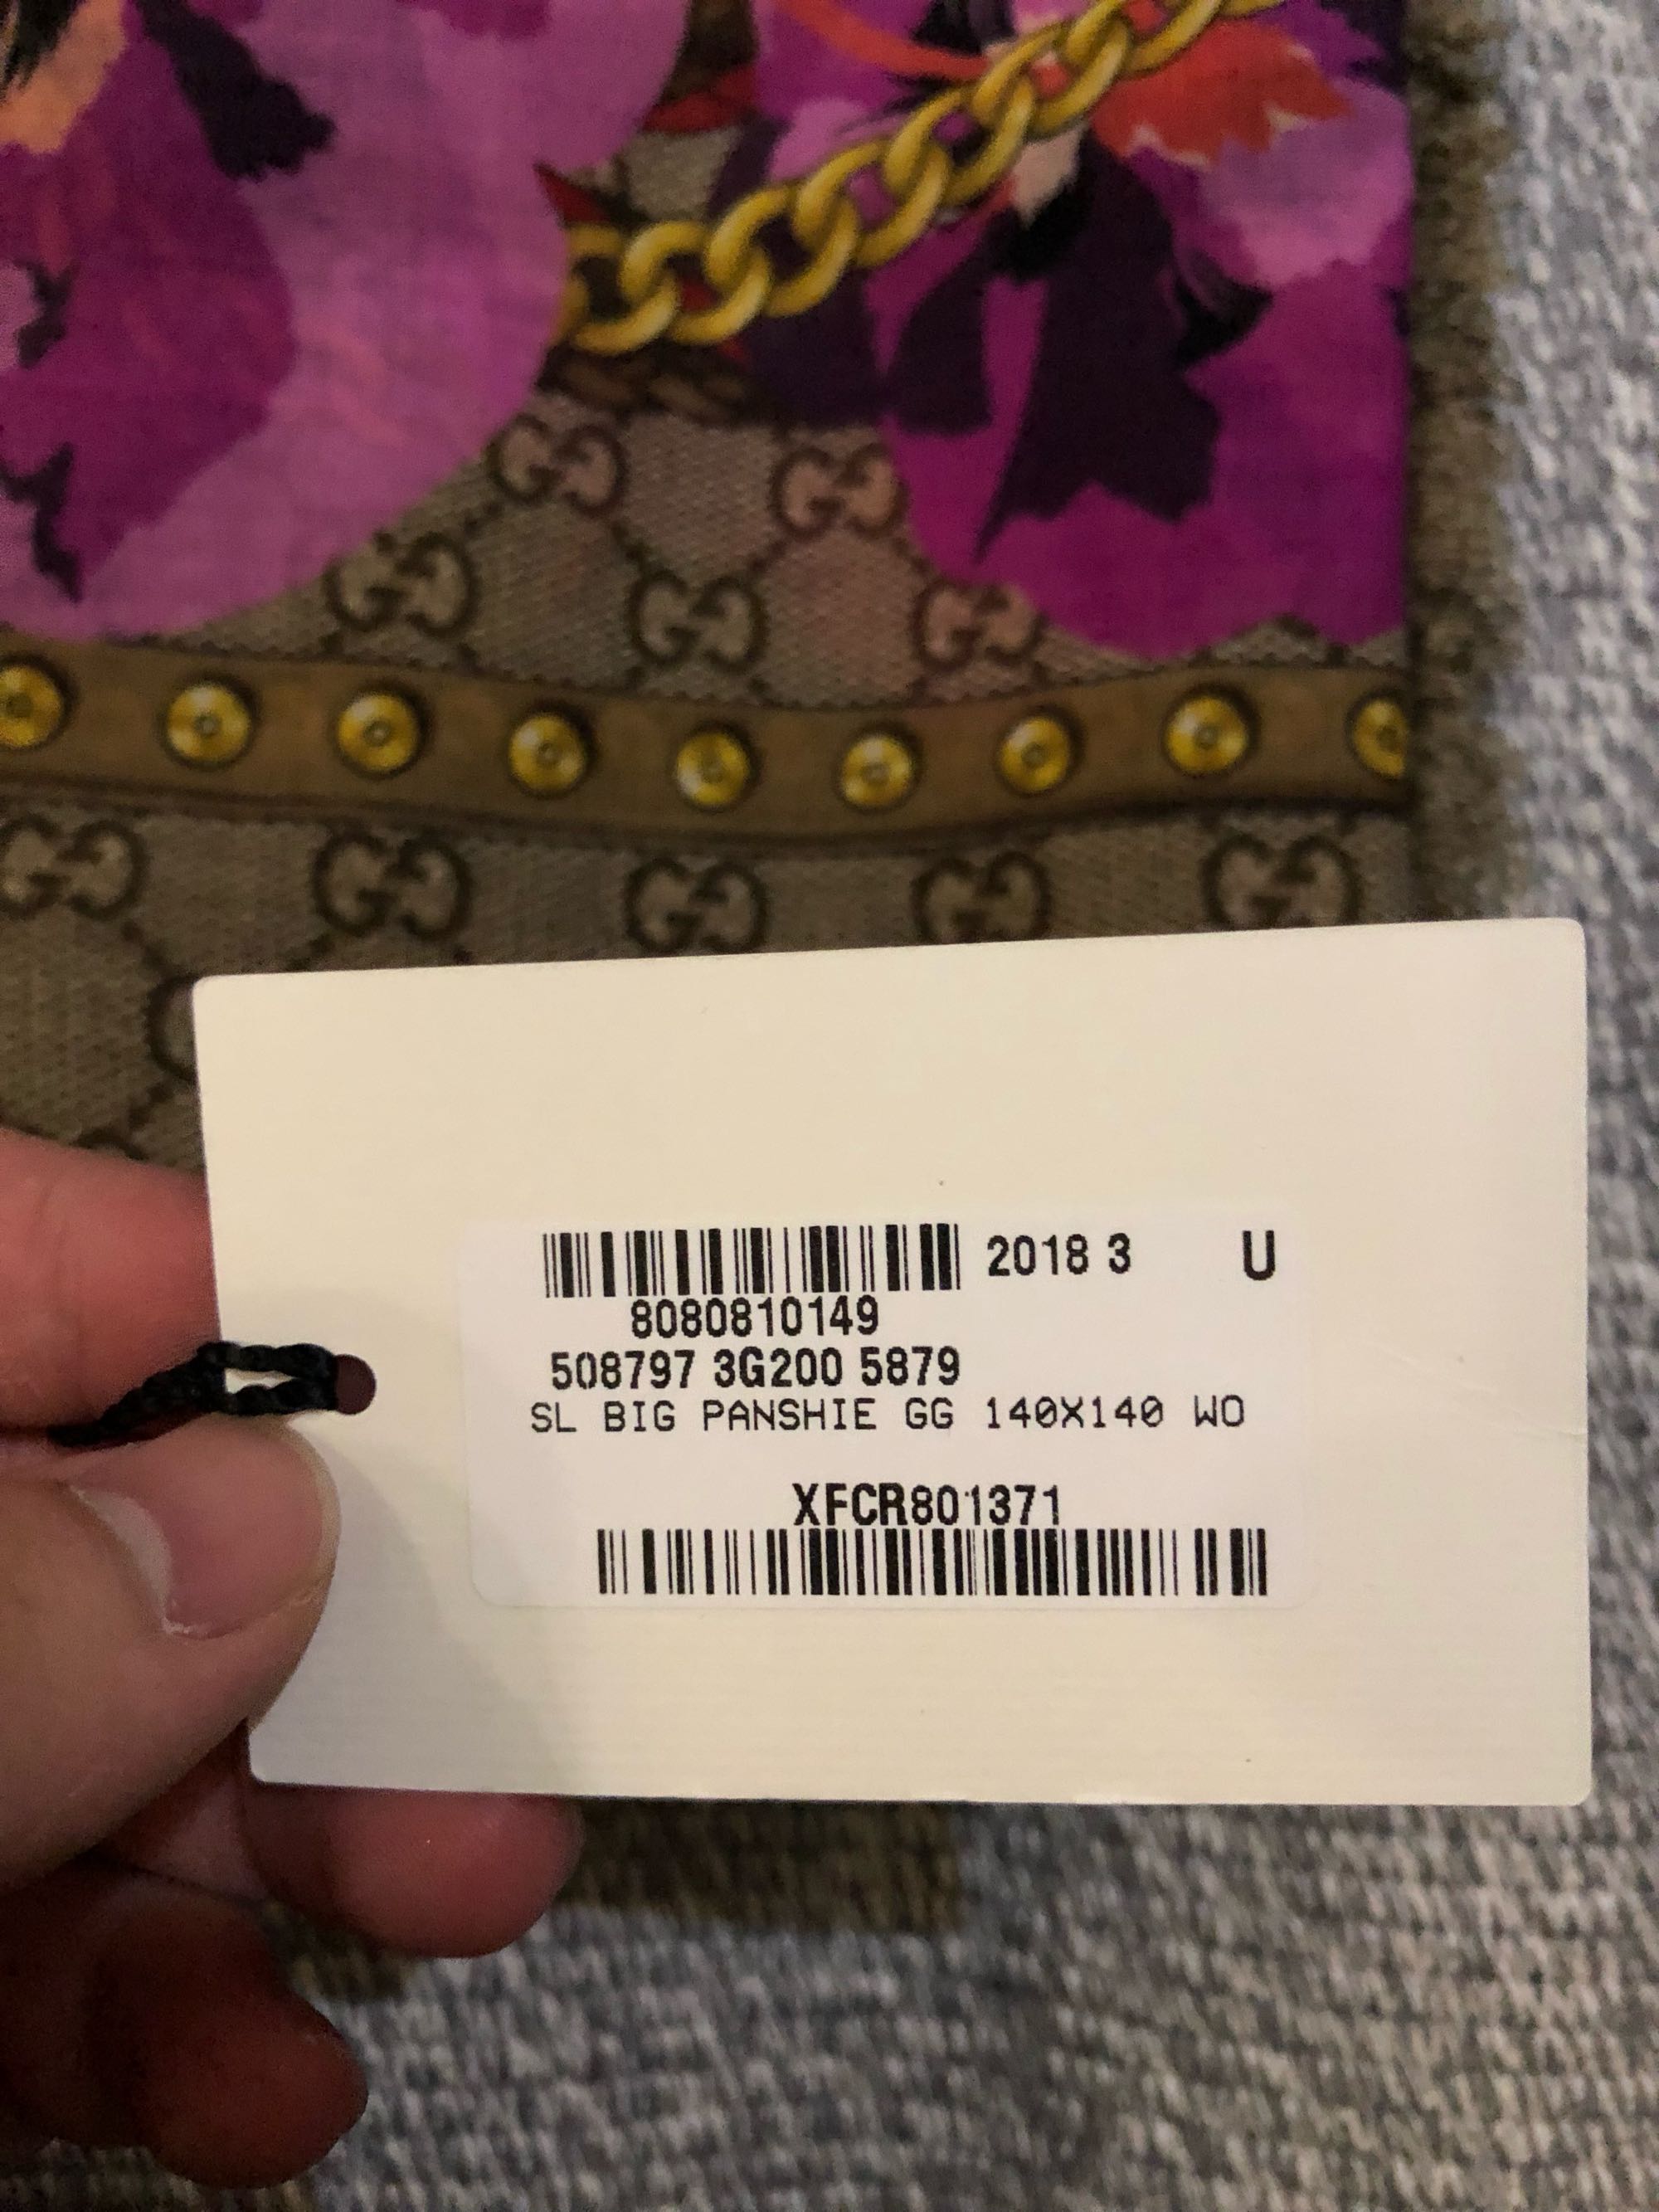 2018 3 U
8080810149
508797 3G200 5879
SL BIG PANSHIE GG 140X140 WO
XFCR801371